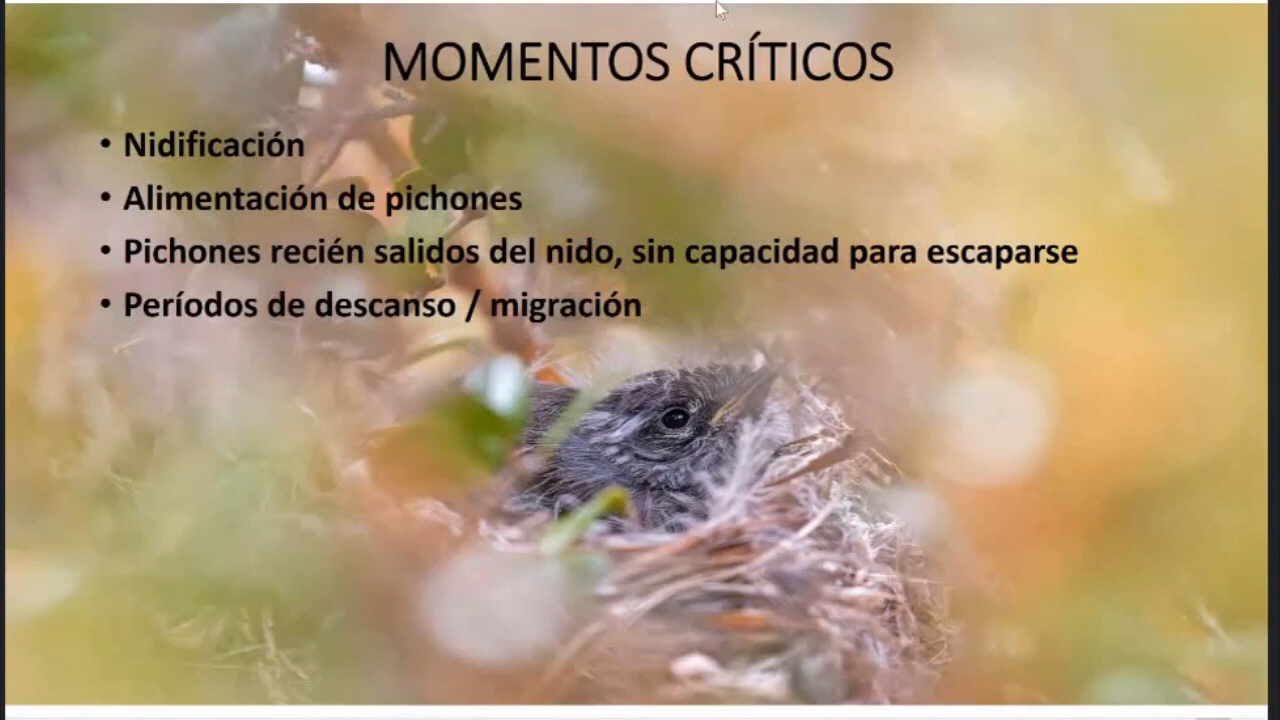 MOMENTOS CRÍTICOS
• Nidificación
• Alimentación de pichones
• Pichones recién salidos del nido, sin capacidad para escaparse
• Períodos de descanso / migración